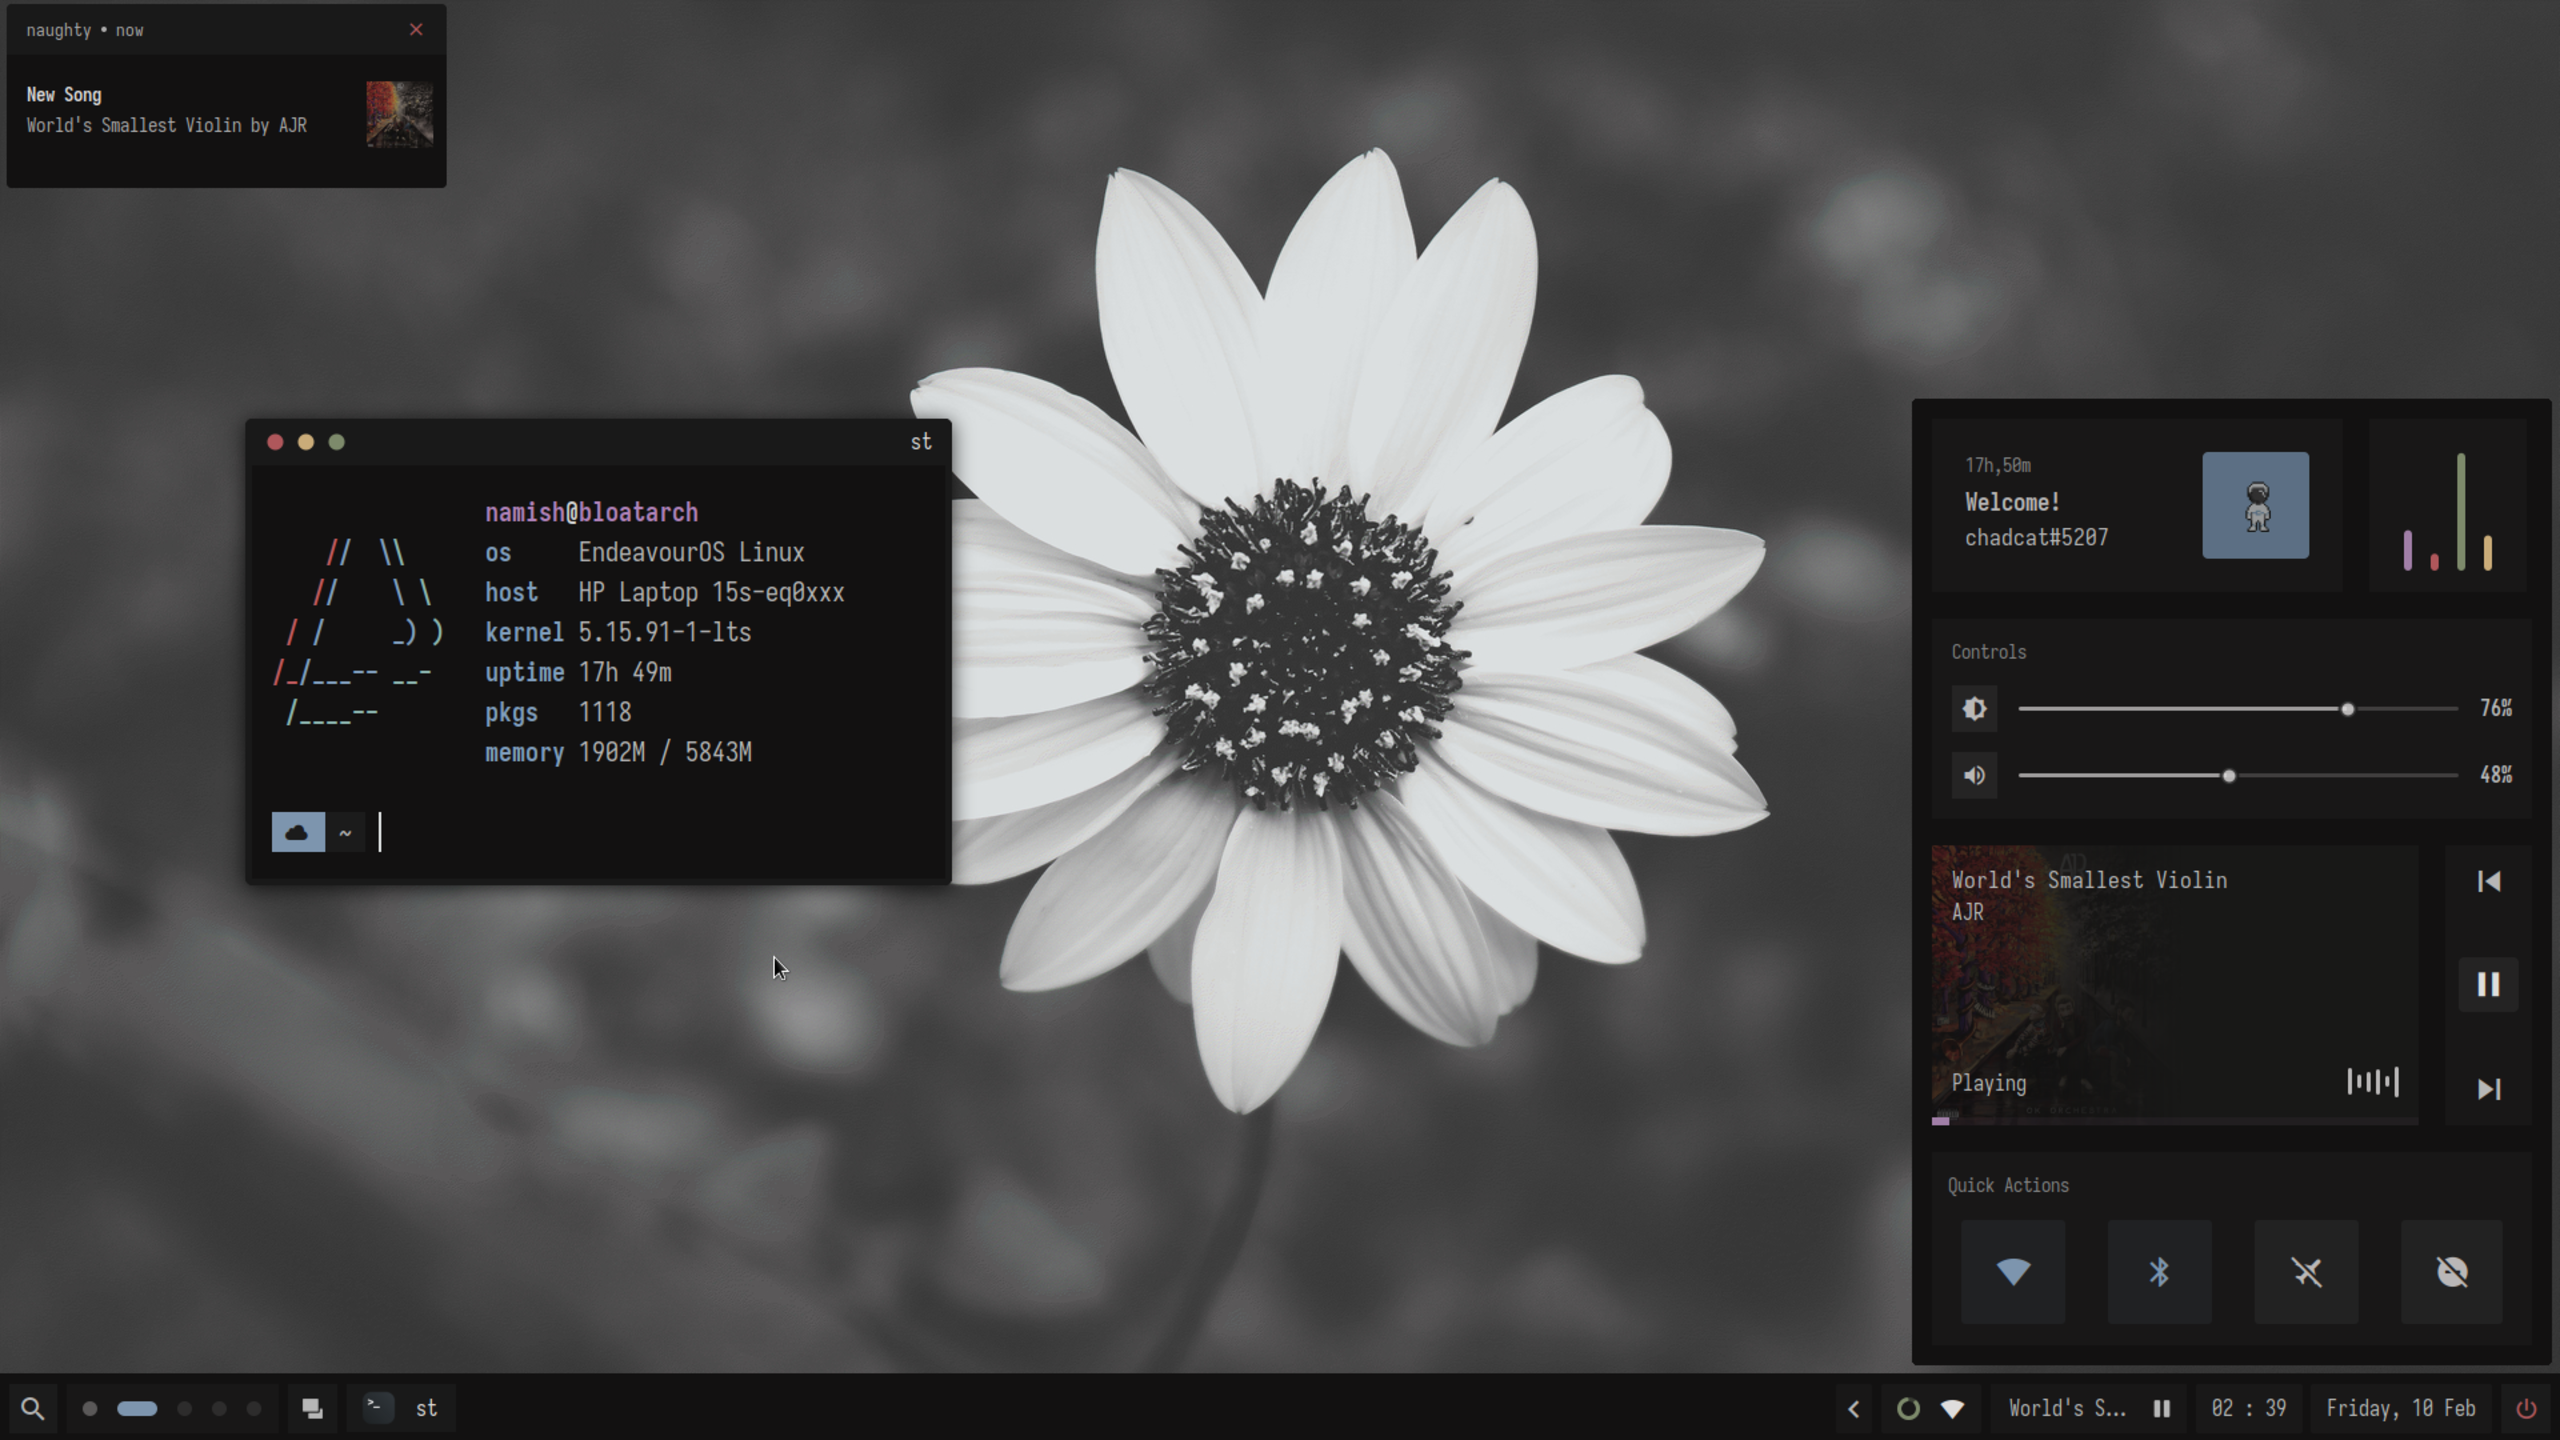 naughty • now
New Song
World's Smallest Violin by AJR
st
namish@bloatarch
os EndeavourOS Linux
host HP Laptop 15s-eq0xxx
kernel 5.15.91-1-lts
uptime 17h 49m
pkgs 1118
memory 1902M / 5843M
~
17h,50m
Welcome!
chadcat#5207
Controls
76%
48%
World's Smallest Violin
AJR
Playing
OK ORCHESTRA
Quick Actions
st
World's S...
02 : 39
Friday, 10 Feb